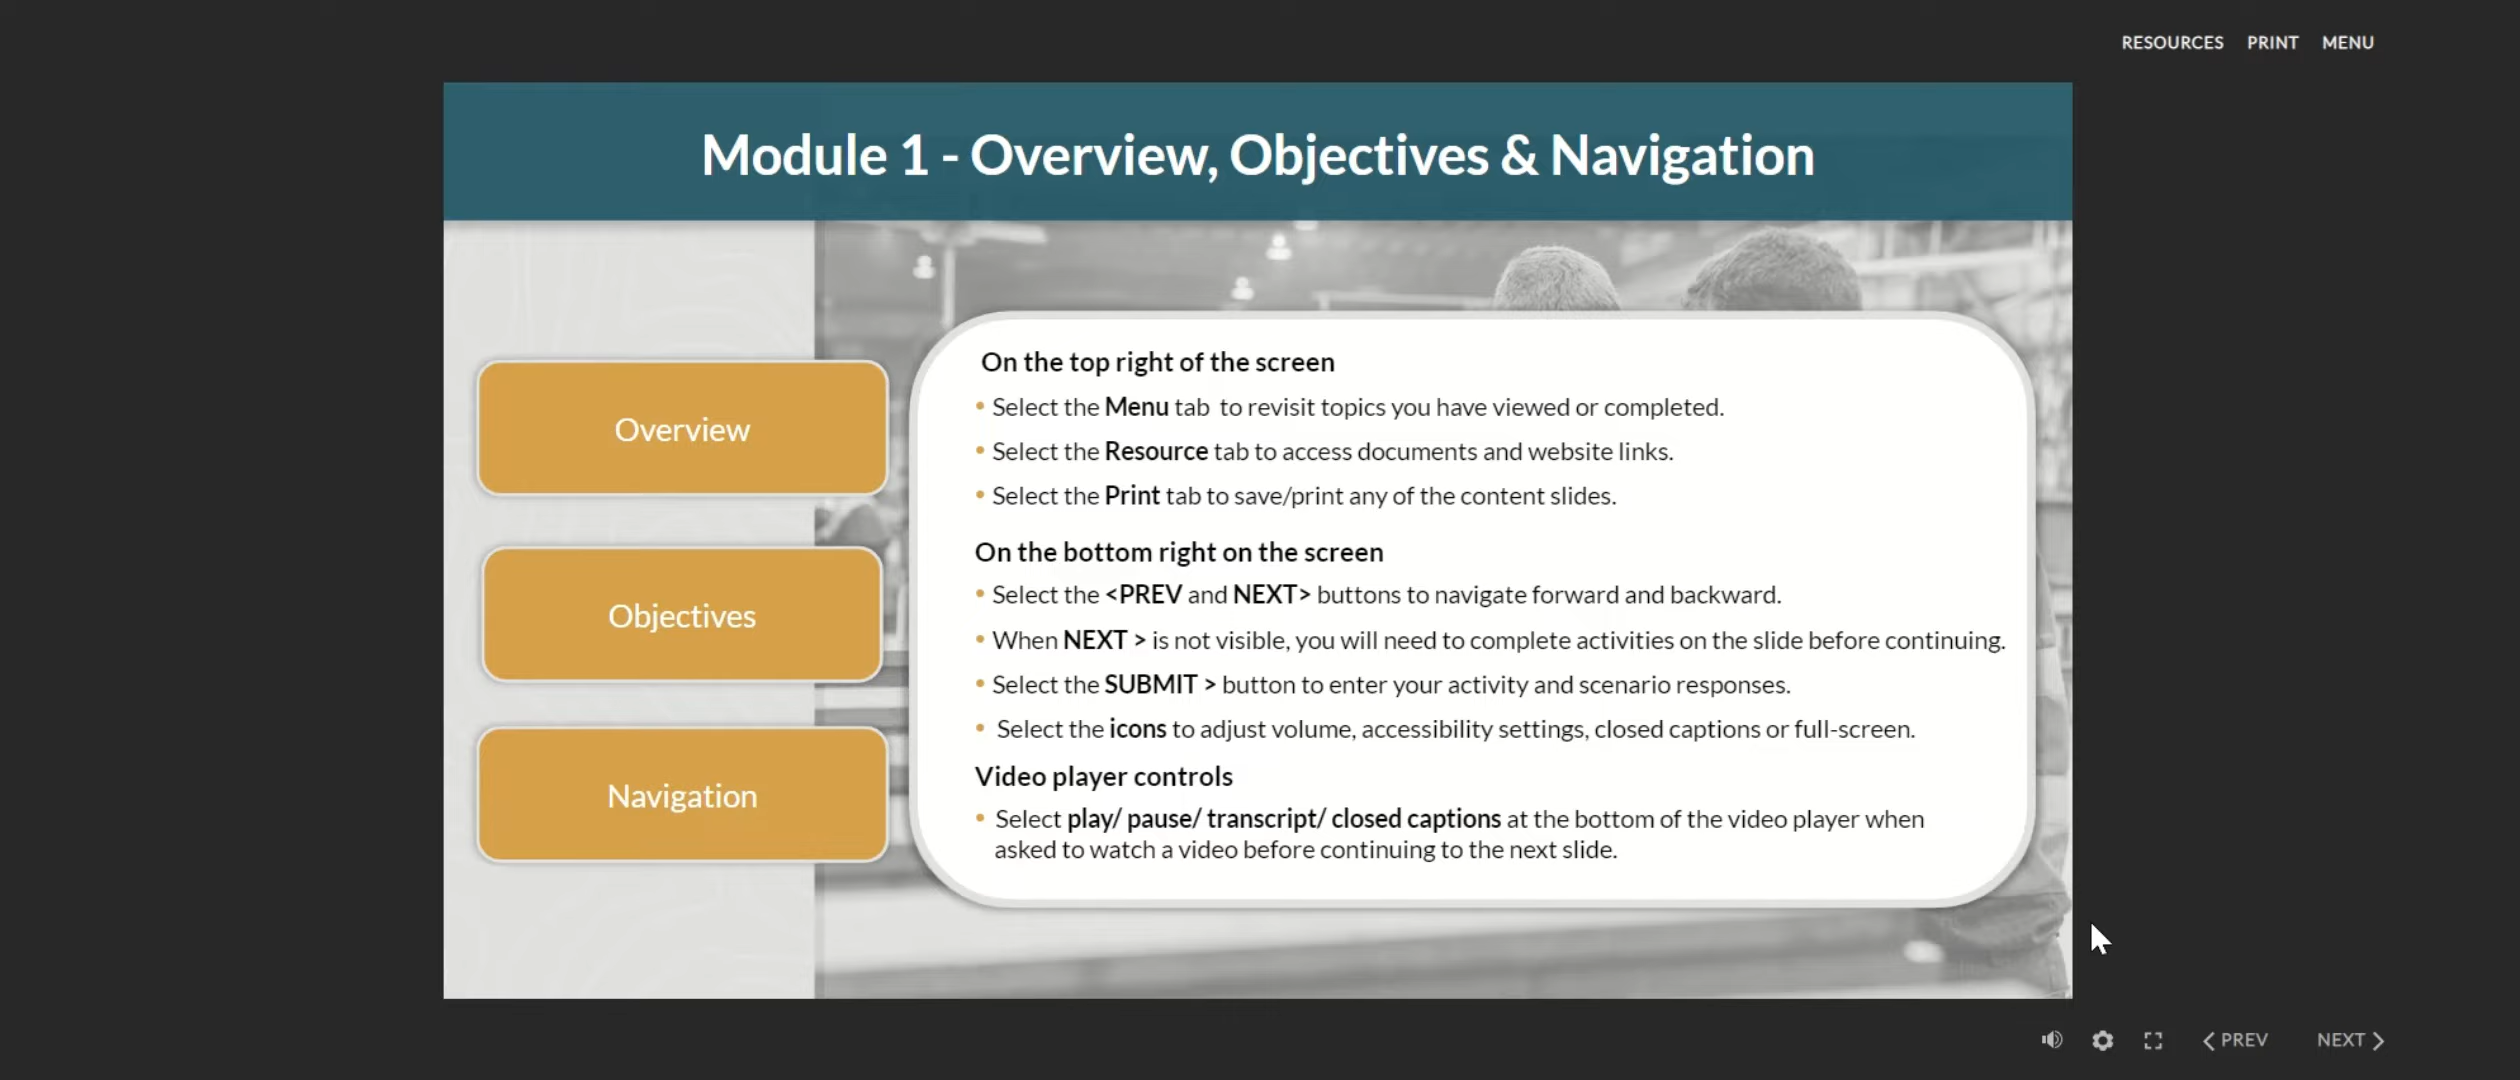 RESOURCES PRINT MENU
Module 1 - Overview, Objectives & Navigation
Overview
Objectives
Navigation
On the top right of the screen
• Select the Menu tab  to revisit topics you have viewed or completed.
• Select the Resource tab to access documents and website links.
• Select the Print tab to save/print any of the content slides.
On the bottom right on the screen
• Select the <PREV and NEXT> buttons to navigate forward and backward.
• When NEXT > is not visible, you will need to complete activities on the slide before continuing.
• Select the SUBMIT > button to enter your activity and scenario responses.
• Select the icons to adjust volume, accessibility settings, closed captions or full-screen.
Video player controls
• Select play/ pause/ transcript/ closed captions at the bottom of the video player when
asked to watch a video before continuing to the next slide.
< PREV NEXT >